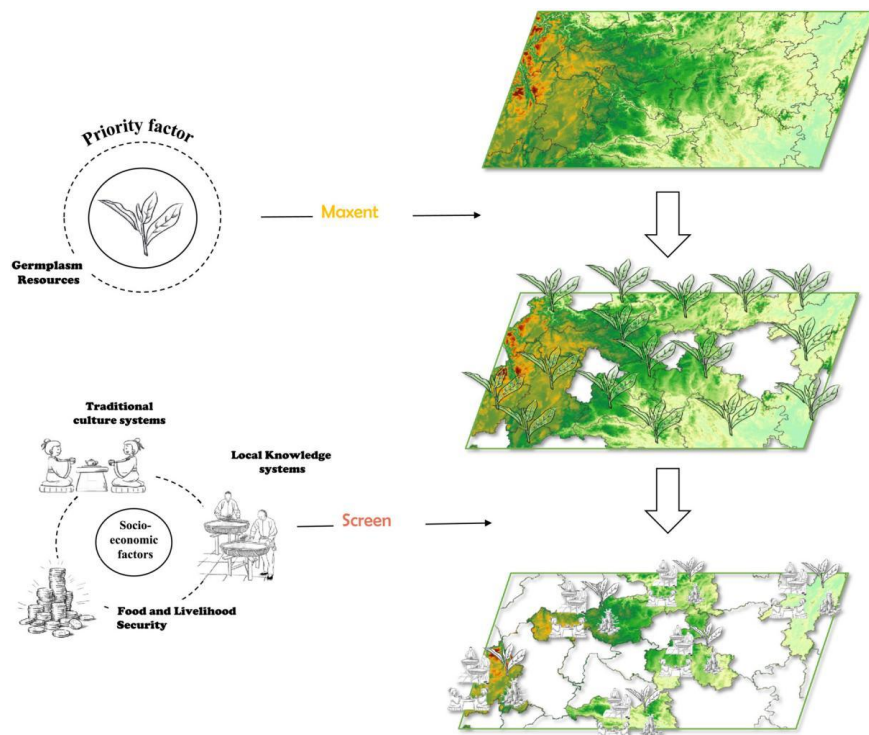 Priority factor
Germplasm
Resources
Maxent
Traditional
culture systems
Local Knowledge
systems
Socio-
economic
factors
Screen
Food and Livelihood
Security